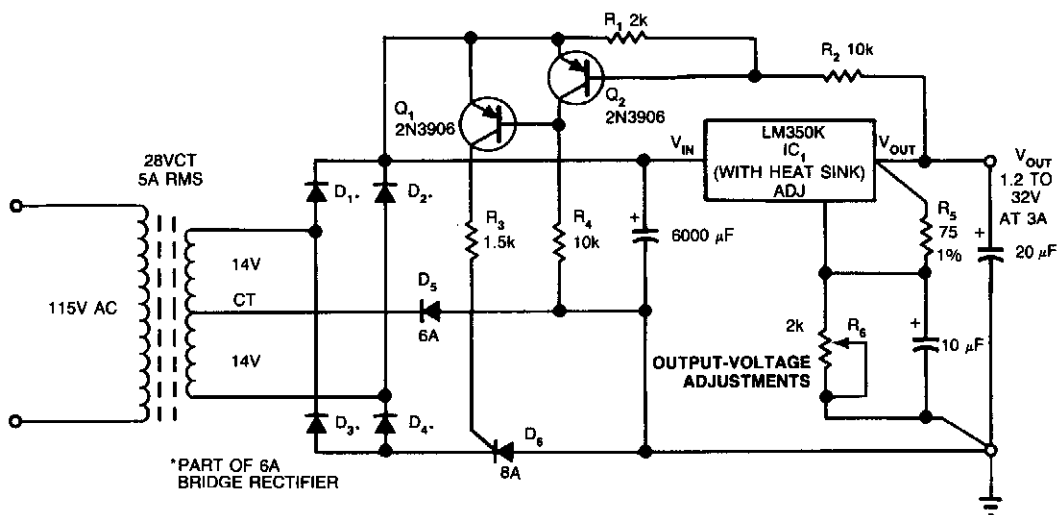 R1 2k
R2 10k
Q2
2N3906
Q1
2N3906
LM350K
IC1
(WITH HEAT SINK)
ADJ
VIN
VOUT
VOUT
1.2 TO
32V
AT 3A
28VCT
5A RMS
D1*
D2*
R3
1.5k
R4
10k
+
6000 μF
R5
75
1%
+
20 μF
14V
CT
14V
115V AC
D5
6A
2k
R6
+
10 μF
OUTPUT-VOLTAGE
ADJUSTMENTS
D3*
D4*
D6
8A
*PART OF 6A
BRIDGE RECTIFIER